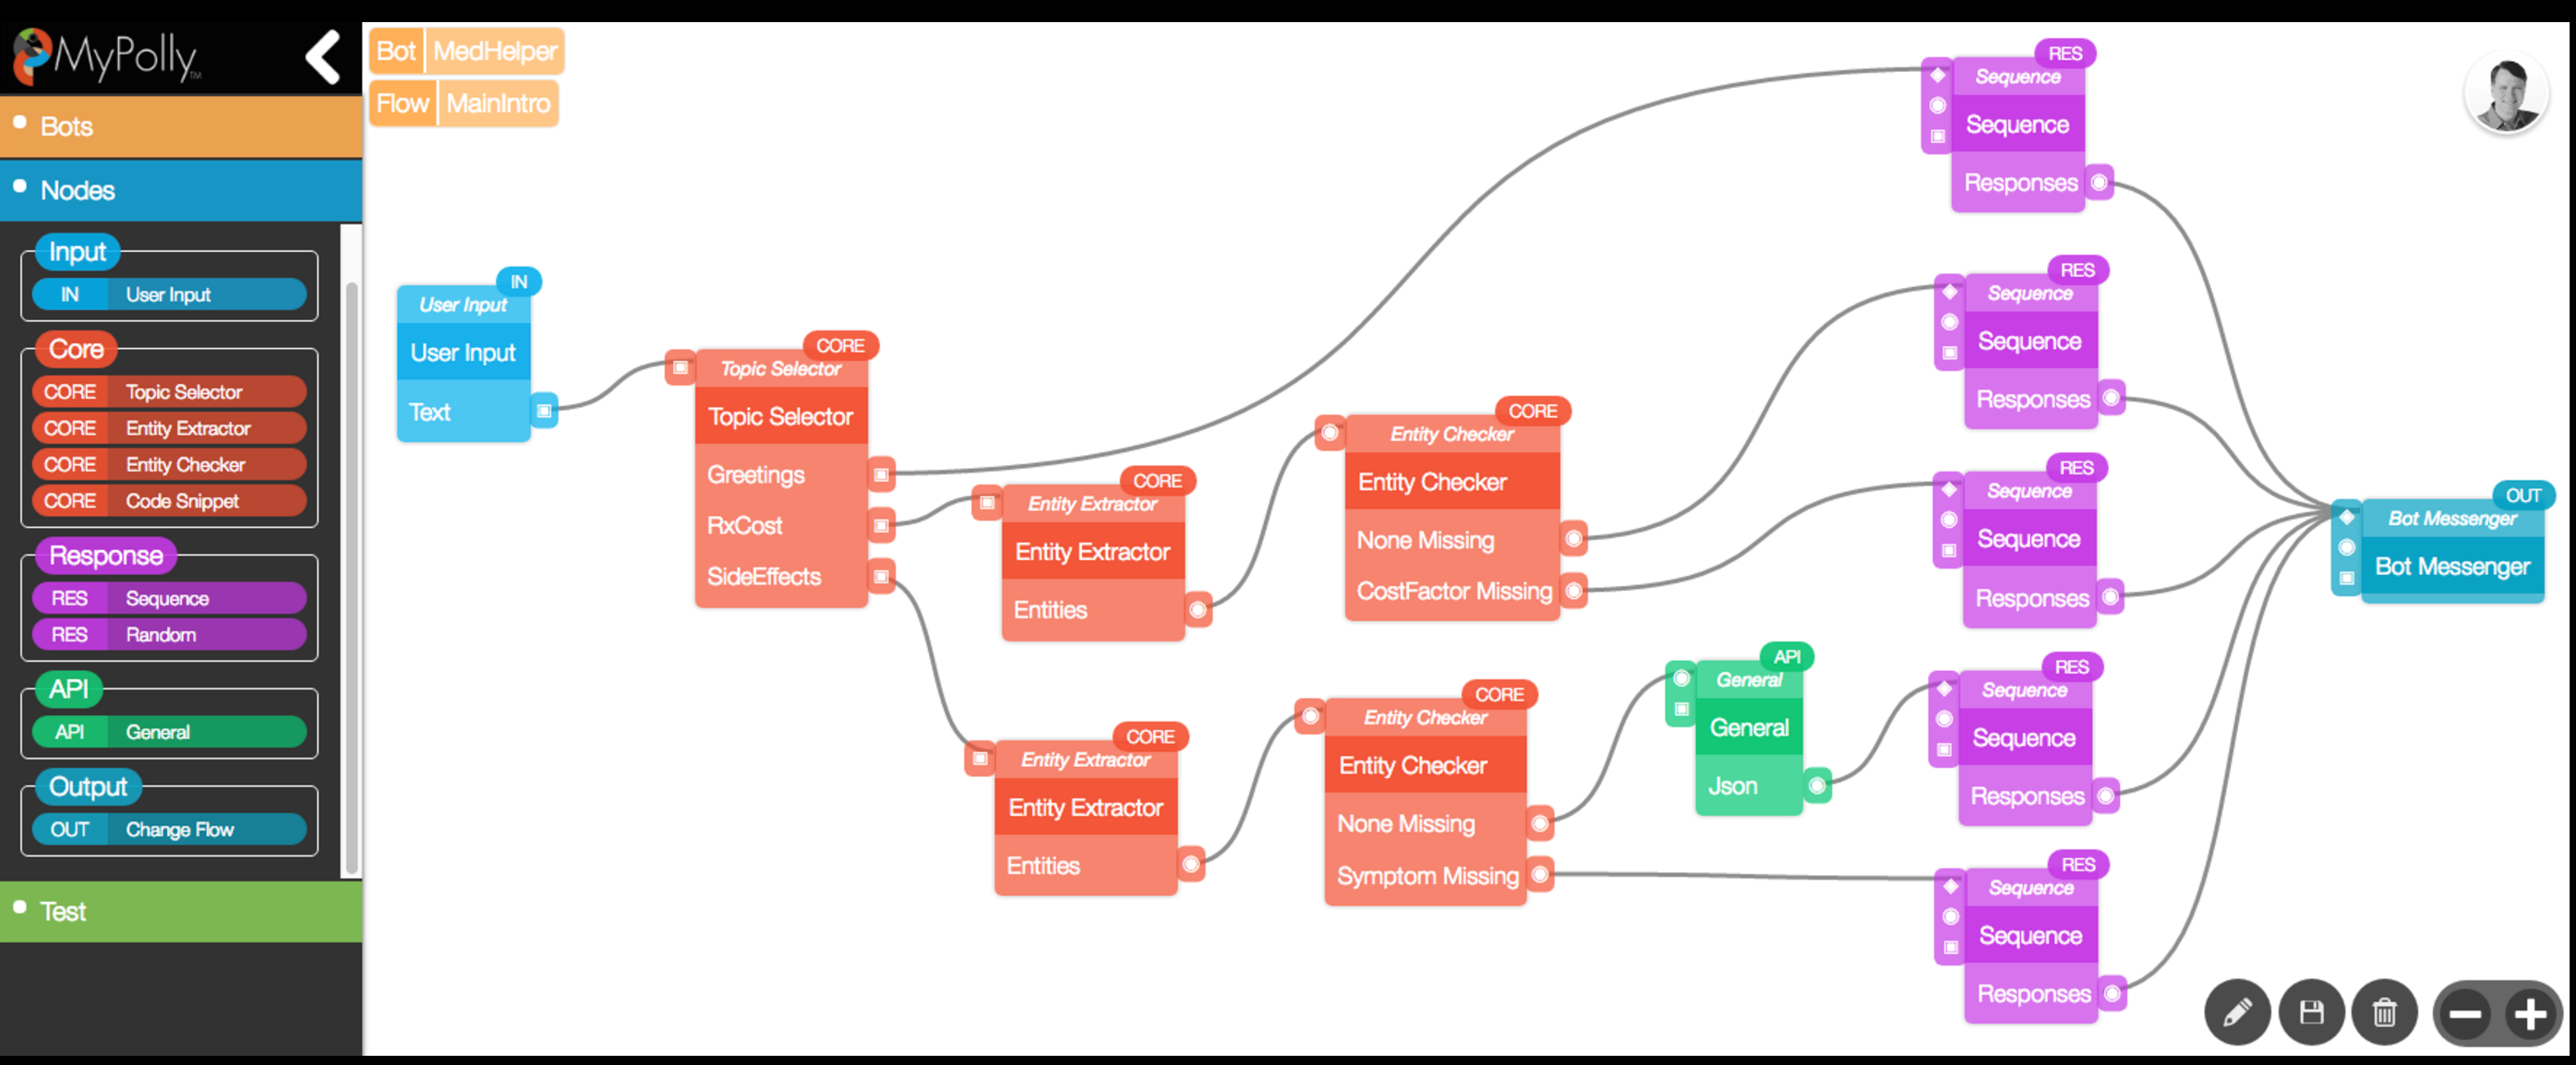 MyPolly™
Bots
Nodes
Input
IN User Input
Core
CORE Topic Selector
CORE Entity Extractor
CORE Entity Checker
CORE Code Snippet
Response
RES Sequence
RES Random
API
API General
Output
OUT Change Flow
Test
Bot MedHelper
Flow MainIntro
IN
User Input
User Input
Text
CORE
Topic Selector
Topic Selector
Greetings
RxCost
SideEffects
CORE
Entity Extractor
Entity Extractor
Entities
CORE
Entity Extractor
Entity Extractor
Entities
CORE
Entity Checker
Entity Checker
None Missing
CostFactor Missing
CORE
Entity Checker
Entity Checker
None Missing
Symptom Missing
API
General
General
Json
RES
Sequence
Sequence
Responses
RES
Sequence
Sequence
Responses
RES
Sequence
Sequence
Responses
RES
Sequence
Sequence
Responses
RES
Sequence
Sequence
Responses
OUT
Bot Messenger
Bot Messenger